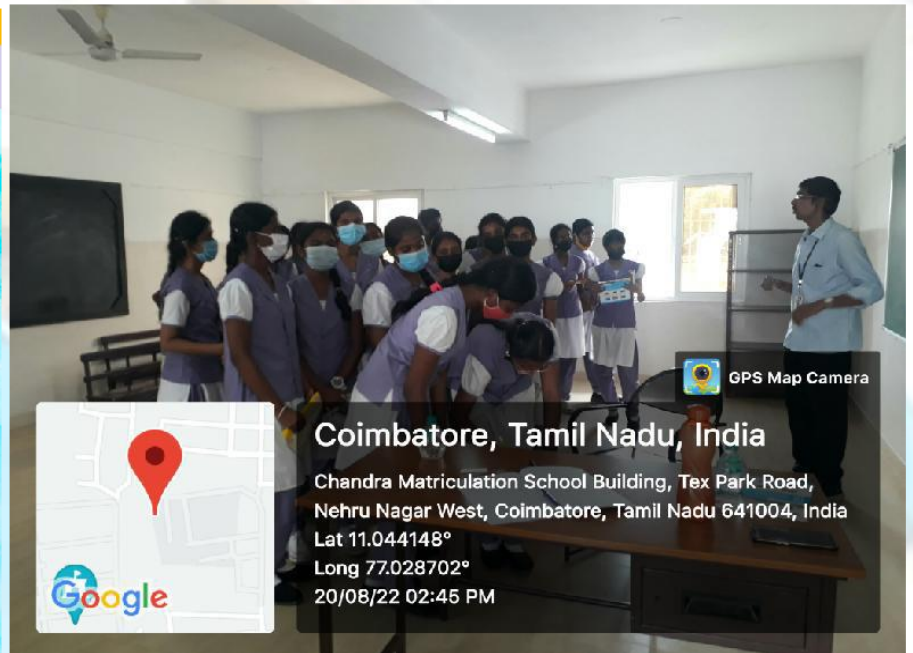 GPS Map Camera
Coimbatore, Tamil Nadu, India
Chandra Matriculation School Building, Tex Park Road,
Nehru Nagar West, Coimbatore, Tamil Nadu 641004, India
Lat 11.044148°
Long 77.028702°
20/08/22 02:45 PM
Google